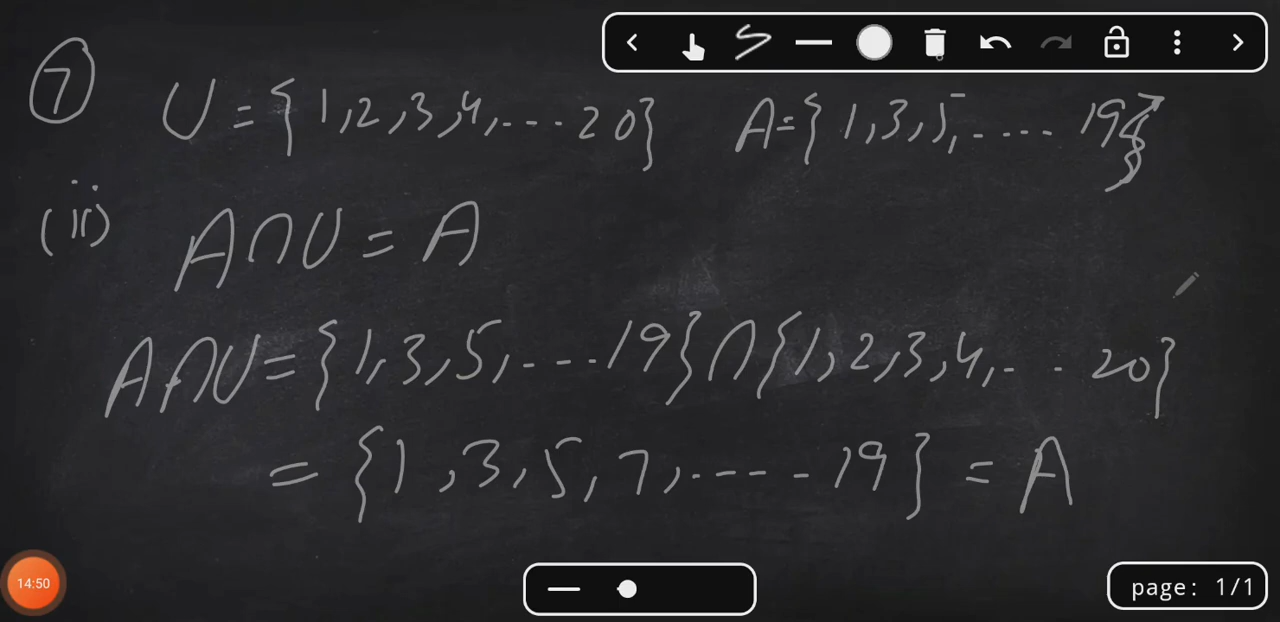 7 U = { 1,2,3,4,---20} A={ 1,3,5,----- 19}
(ii) A∩U = A
A∩U = {1,3,5,----19}∩{1,2,3,4,- - 20}
= {1,3,5,7,-----19} = A
14:50
page: 1/1